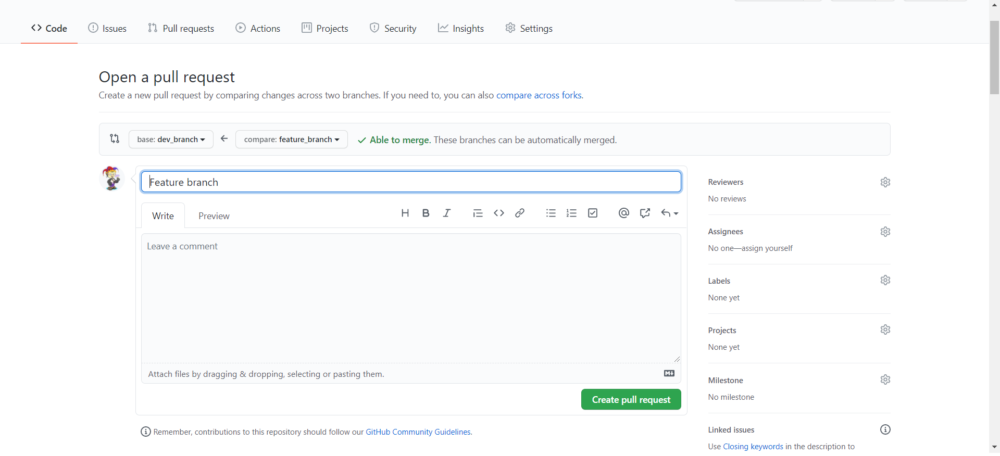 Code Issues Pull requests Actions Projects Security Insights Settings
Open a pull request
Create a new pull request by comparing changes across two branches. If you need to, you can also compare across forks.
base: dev_branch compare: feature_branch Able to merge. These branches can be automatically merged.
Feature branch
Write Preview
Leave a comment
Attach files by dragging & dropping, selecting or pasting them.
Create pull request
Remember, contributions to this repository should follow our GitHub Community Guidelines.
Reviewers
No reviews
Assignees
No one—assign yourself
Labels
None yet
Projects
None yet
Milestone
No milestone
Linked issues
Use Closing keywords in the description to